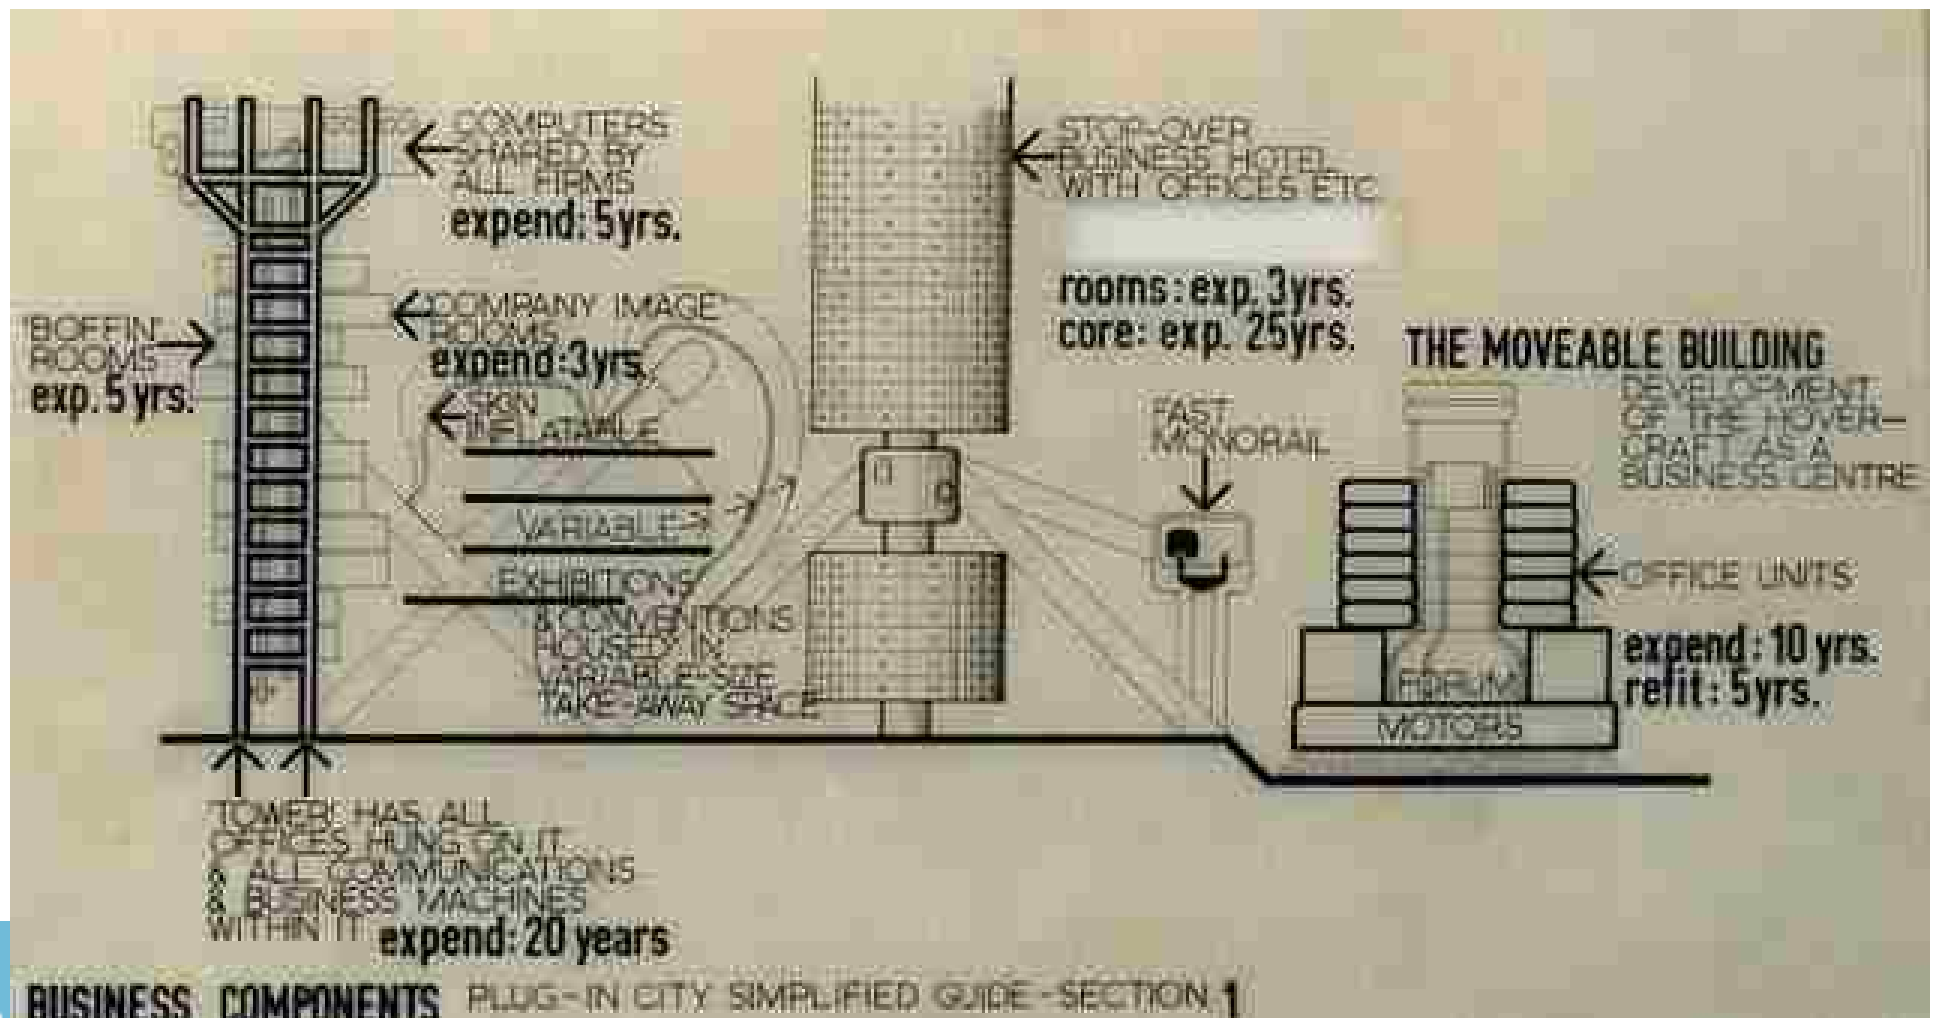 COMPUTERS
SHARED BY
ALL FIRMS
expend: 5yrs.
STOP-OVER
BUSINESS HOTEL
WITH OFFICES ETC.
rooms: exp. 3yrs.
core: exp. 25yrs.
'BOFFIN'
ROOMS
exp. 5 yrs.
'COMPANY IMAGE'
ROOMS
expend: 3yrs.
SKIN
INFLATABLE
VARIABLE
EXHIBITIONS
& CONVENTIONS
HOUSED IN
VARIABLE-SIZE
TAKE-AWAY SPACE
FAST
MONORAIL
THE MOVEABLE BUILDING
DEVELOPMENT
OF THE HOVER-
CRAFT AS A
BUSINESS CENTRE
OFFICE UNITS
expend: 10 yrs.
refit: 5yrs.
FORUM
MOTORS
'TOWER' HAS ALL
OFFICES HUNG ON IT
& ALL COMMUNICATIONS
& BUSINESS MACHINES
WITHIN IT expend: 20 years
BUSINESS COMPONENTS PLUG-IN CITY SIMPLIFIED GUIDE-SECTION 1